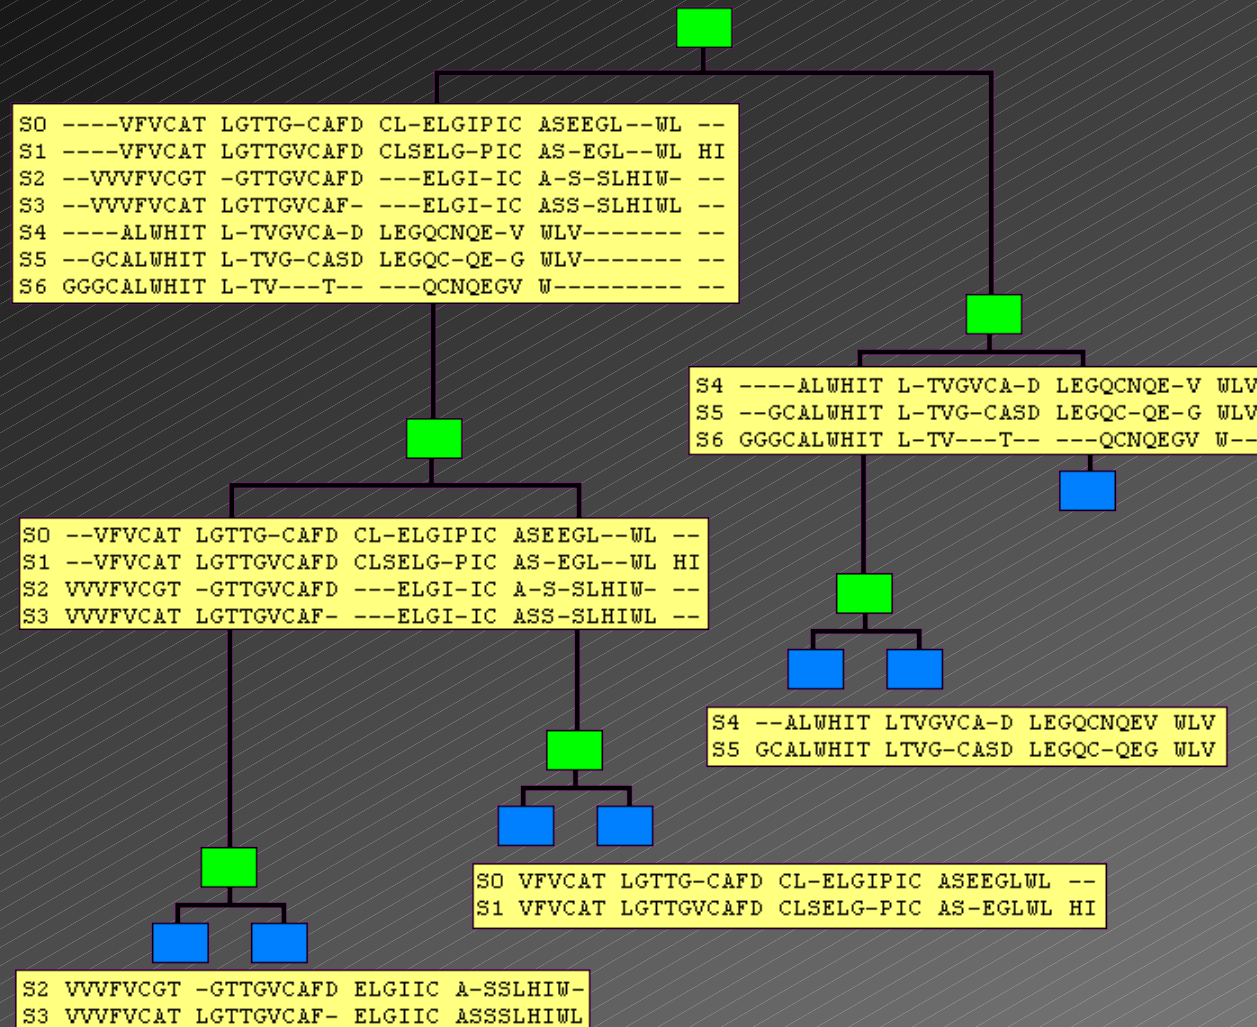 S0 ----VFVCAT LGTTG-CAFD CL-ELGIPIC ASEEGL--WL --
S1 ----VFVCAT LGTTGVCAFD CLSELG-PIC AS-EGL--WL HI
S2 --VVVFVCGT -GTTGVCAFD ---ELGI-IC A-S-SLHIW- --
S3 --VVVFVCAT LGTTGVCAF- ---ELGI-IC ASS-SLHIWL --
S4 ----ALWHIT L-TVGVCA-D LEGQCNQE-V WLV------- --
S5 --GCALWHIT L-TVG-CASD LEGQC-QE-G WLV------- --
S6 GGGCALWHIT L-TV---T-- ---QCNQEGV W--------- --
S4 ----ALWHIT L-TVGVCA-D LEGQCNQE-V WLV
S5 --GCALWHIT L-TVG-CASD LEGQC-QE-G WLV
S6 GGGCALWHIT L-TV---T-- ---QCNQEGV W--
S0 --VFVCAT LGTTG-CAFD CL-ELGIPIC ASEEGL--WL --
S1 --VFVCAT LGTTGVCAFD CLSELG-PIC AS-EGL--WL HI
S2 VVVFVCGT -GTTGVCAFD ---ELGI-IC A-S-SLHIW- --
S3 VVVFVCAT LGTTGVCAF- ---ELGI-IC ASS-SLHIWL --
S4 --ALWHIT LTVGVCA-D LEGQCNQEV WLV
S5 GCALWHIT LTVG-CASD LEGQC-QEG WLV
S0 VFVCAT LGTTG-CAFD CL-ELGIPIC ASEEGLWL --
S1 VFVCAT LGTTGVCAFD CLSELG-PIC AS-EGLWL HI
S2 VVVFVCGT -GTTGVCAFD ELGIIC A-SSLHIW-
S3 VVVFVCAT LGTTGVCAF- ELGIIC ASSSLHIWL